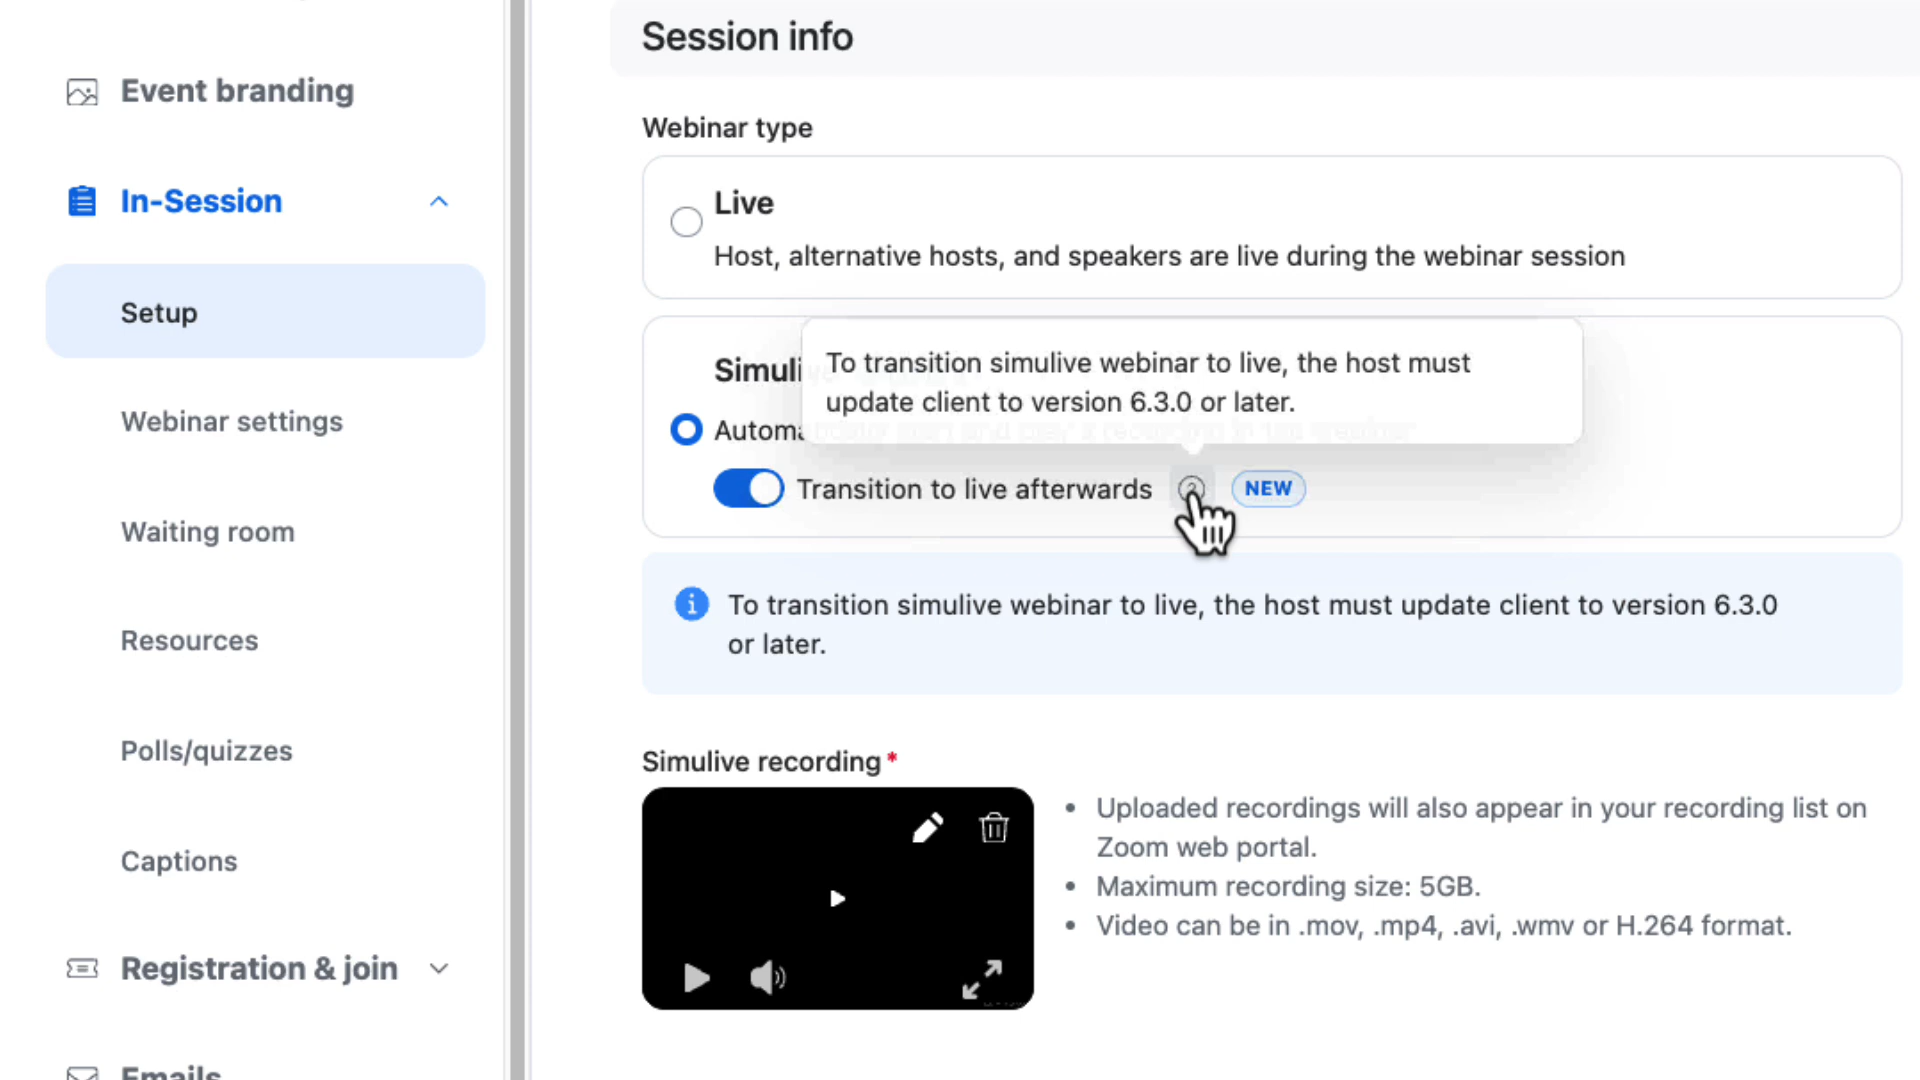 Session info
Event branding
Webinar type
In-Session
Live
Host, alternative hosts, and speakers are live during the webinar session
Setup
To transition simulive webinar to live, the host must
update client to version 6.3.0 or later.
Transition to live afterwards
NEW
Webinar settings
Waiting room
To transition simulive webinar to live, the host must update client to version 6.3.0
or later.
Resources
Polls/quizzes
Simulive recording *
Uploaded recordings will also appear in your recording list on
Zoom web portal.
Maximum recording size: 5GB.
Video can be in .mov, .mp4, .avi, .wmv or H.264 format.
Captions
Registration & join
Emails